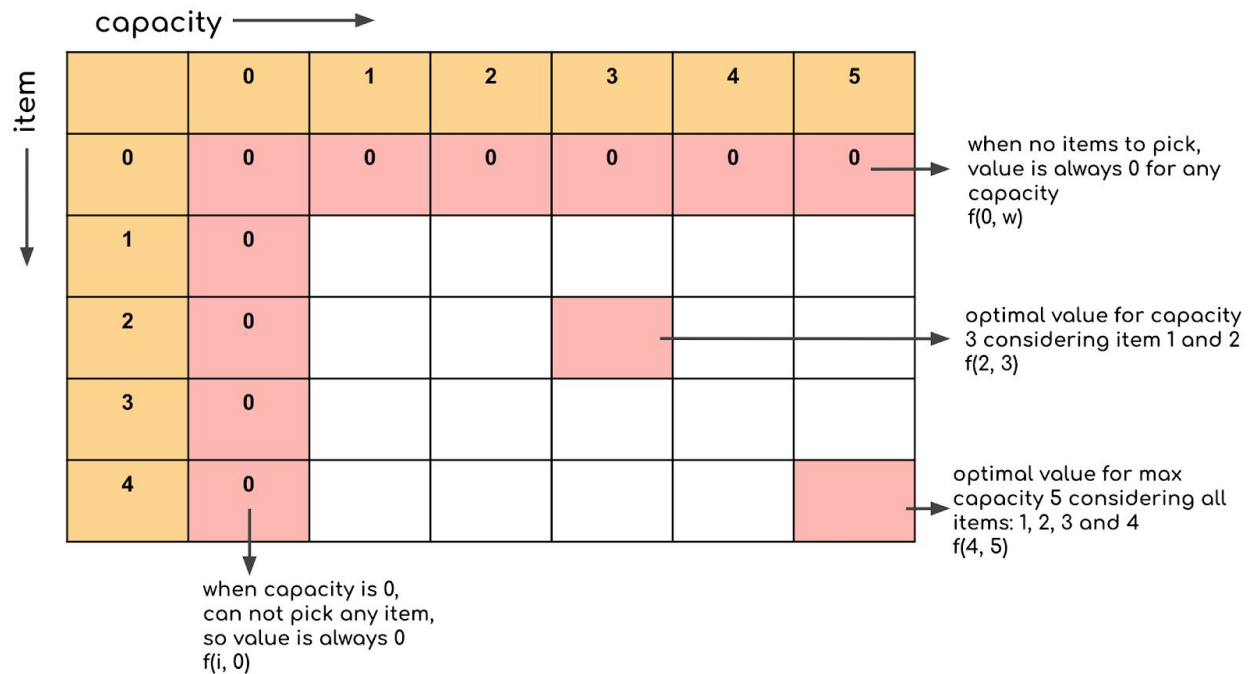 capacity
item
0 1 2 3 4 5
0 0 0 0 0 0 0
1 0
2 0
3 0
4 0
when no items to pick,
value is always 0 for any
capacity
f(0, w)
optimal value for capacity
3 considering item 1 and 2
f(2, 3)
optimal value for max
capacity 5 considering all
items: 1, 2, 3 and 4
f(4, 5)
when capacity is 0,
can not pick any item,
so value is always 0
f(i, 0)